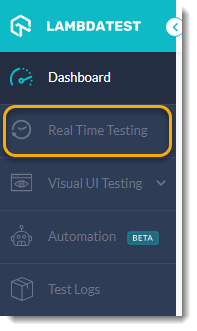 LAMBDATEST
Dashboard
Real Time Testing
Visual UI Testing
Automation BETA
Test Logs